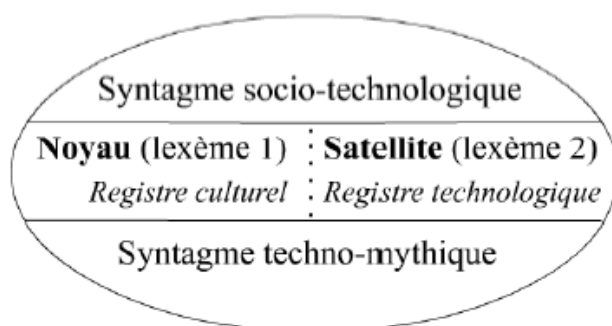 Syntagme socio-technologique
Noyau (lexème 1) Satellite (lexème 2)
Registre culturel Registre technologique
Syntagme techno-mythique